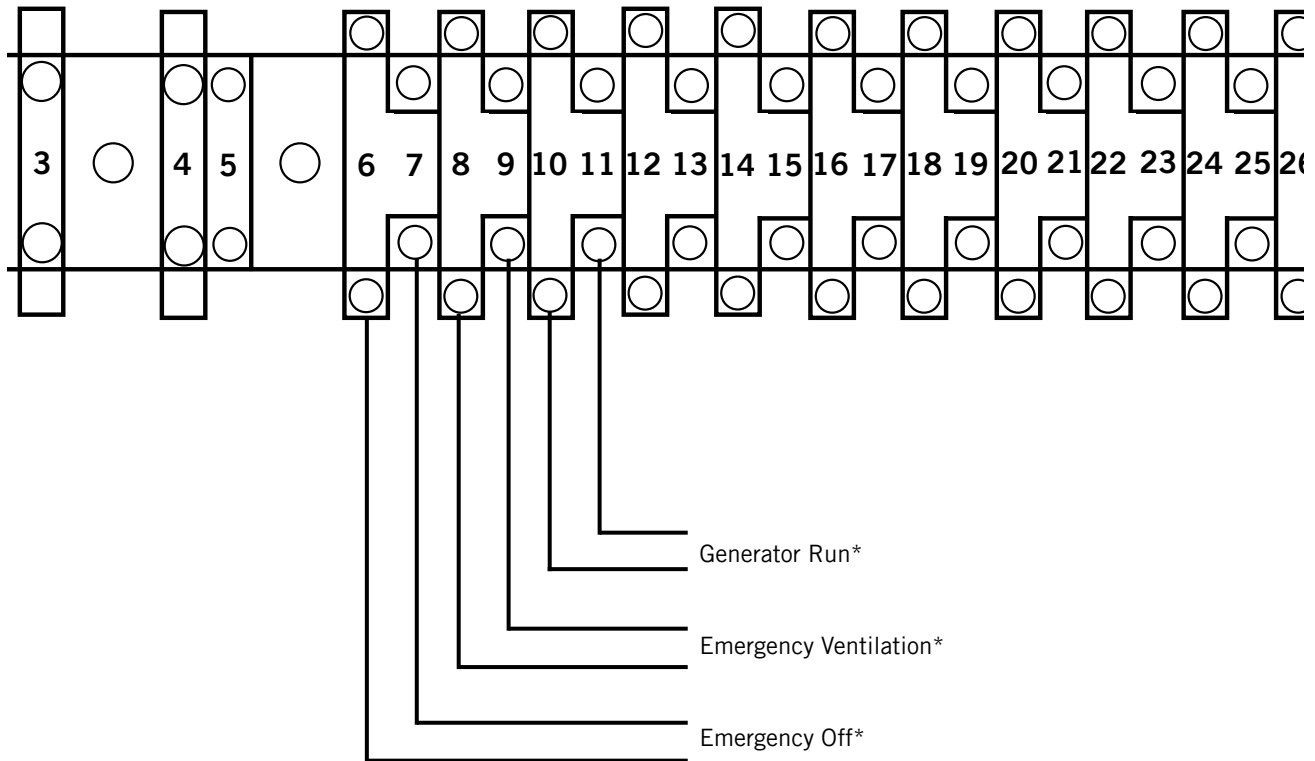 3 4 5 6 7 8 9 10 11 12 13 14 15 16 17 18 19 20 21 22 23 24 25 26
Generator Run*
Emergency Ventilation*
Emergency Off*